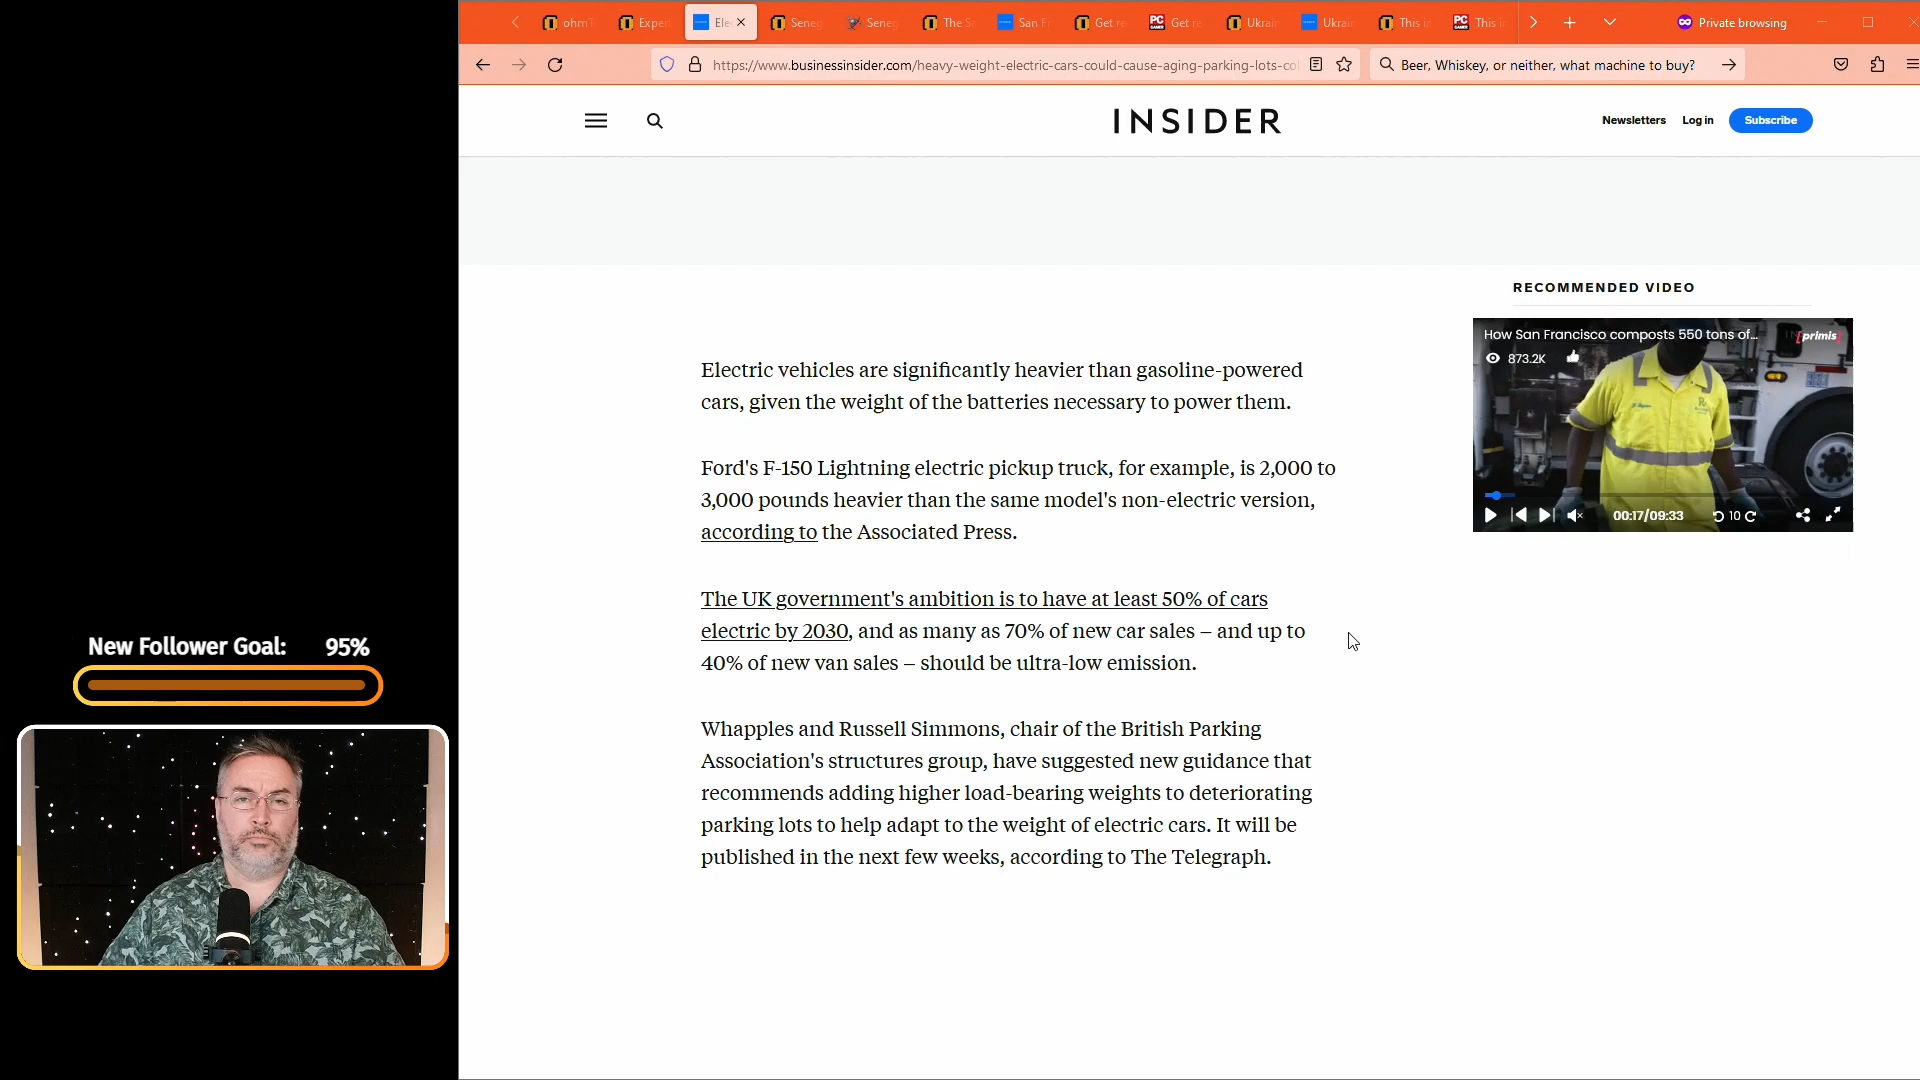 ohm
Exper
Ele
Seneg
Seneg
The S
San Fr
Get re
PC GAMER
Get re
Ukrain
Ukrain
This i
PC GAMER
This i
Private browsing
https://www.businessinsider.com/heavy-weight-electric-cars-could-cause-aging-parking-lots-co
Beer, Whiskey, or neither, what machine to buy?
INSIDER
Newsletters
Log in
Subscribe
RECOMMENDED VIDEO
How San Francisco composts 550 tons of...
[primis]
873.2K
00:17/09:33
10
Electric vehicles are significantly heavier than gasoline-powered
cars, given the weight of the batteries necessary to power them.
Ford's F-150 Lightning electric pickup truck, for example, is 2,000 to
3,000 pounds heavier than the same model's non-electric version,
according to the Associated Press.
The UK government's ambition is to have at least 50% of cars
electric by 2030, and as many as 70% of new car sales – and up to
40% of new van sales – should be ultra-low emission.
Whapples and Russell Simmons, chair of the British Parking
Association's structures group, have suggested new guidance that
recommends adding higher load-bearing weights to deteriorating
parking lots to help adapt to the weight of electric cars. It will be
published in the next few weeks, according to The Telegraph.
New Follower Goal: 95%